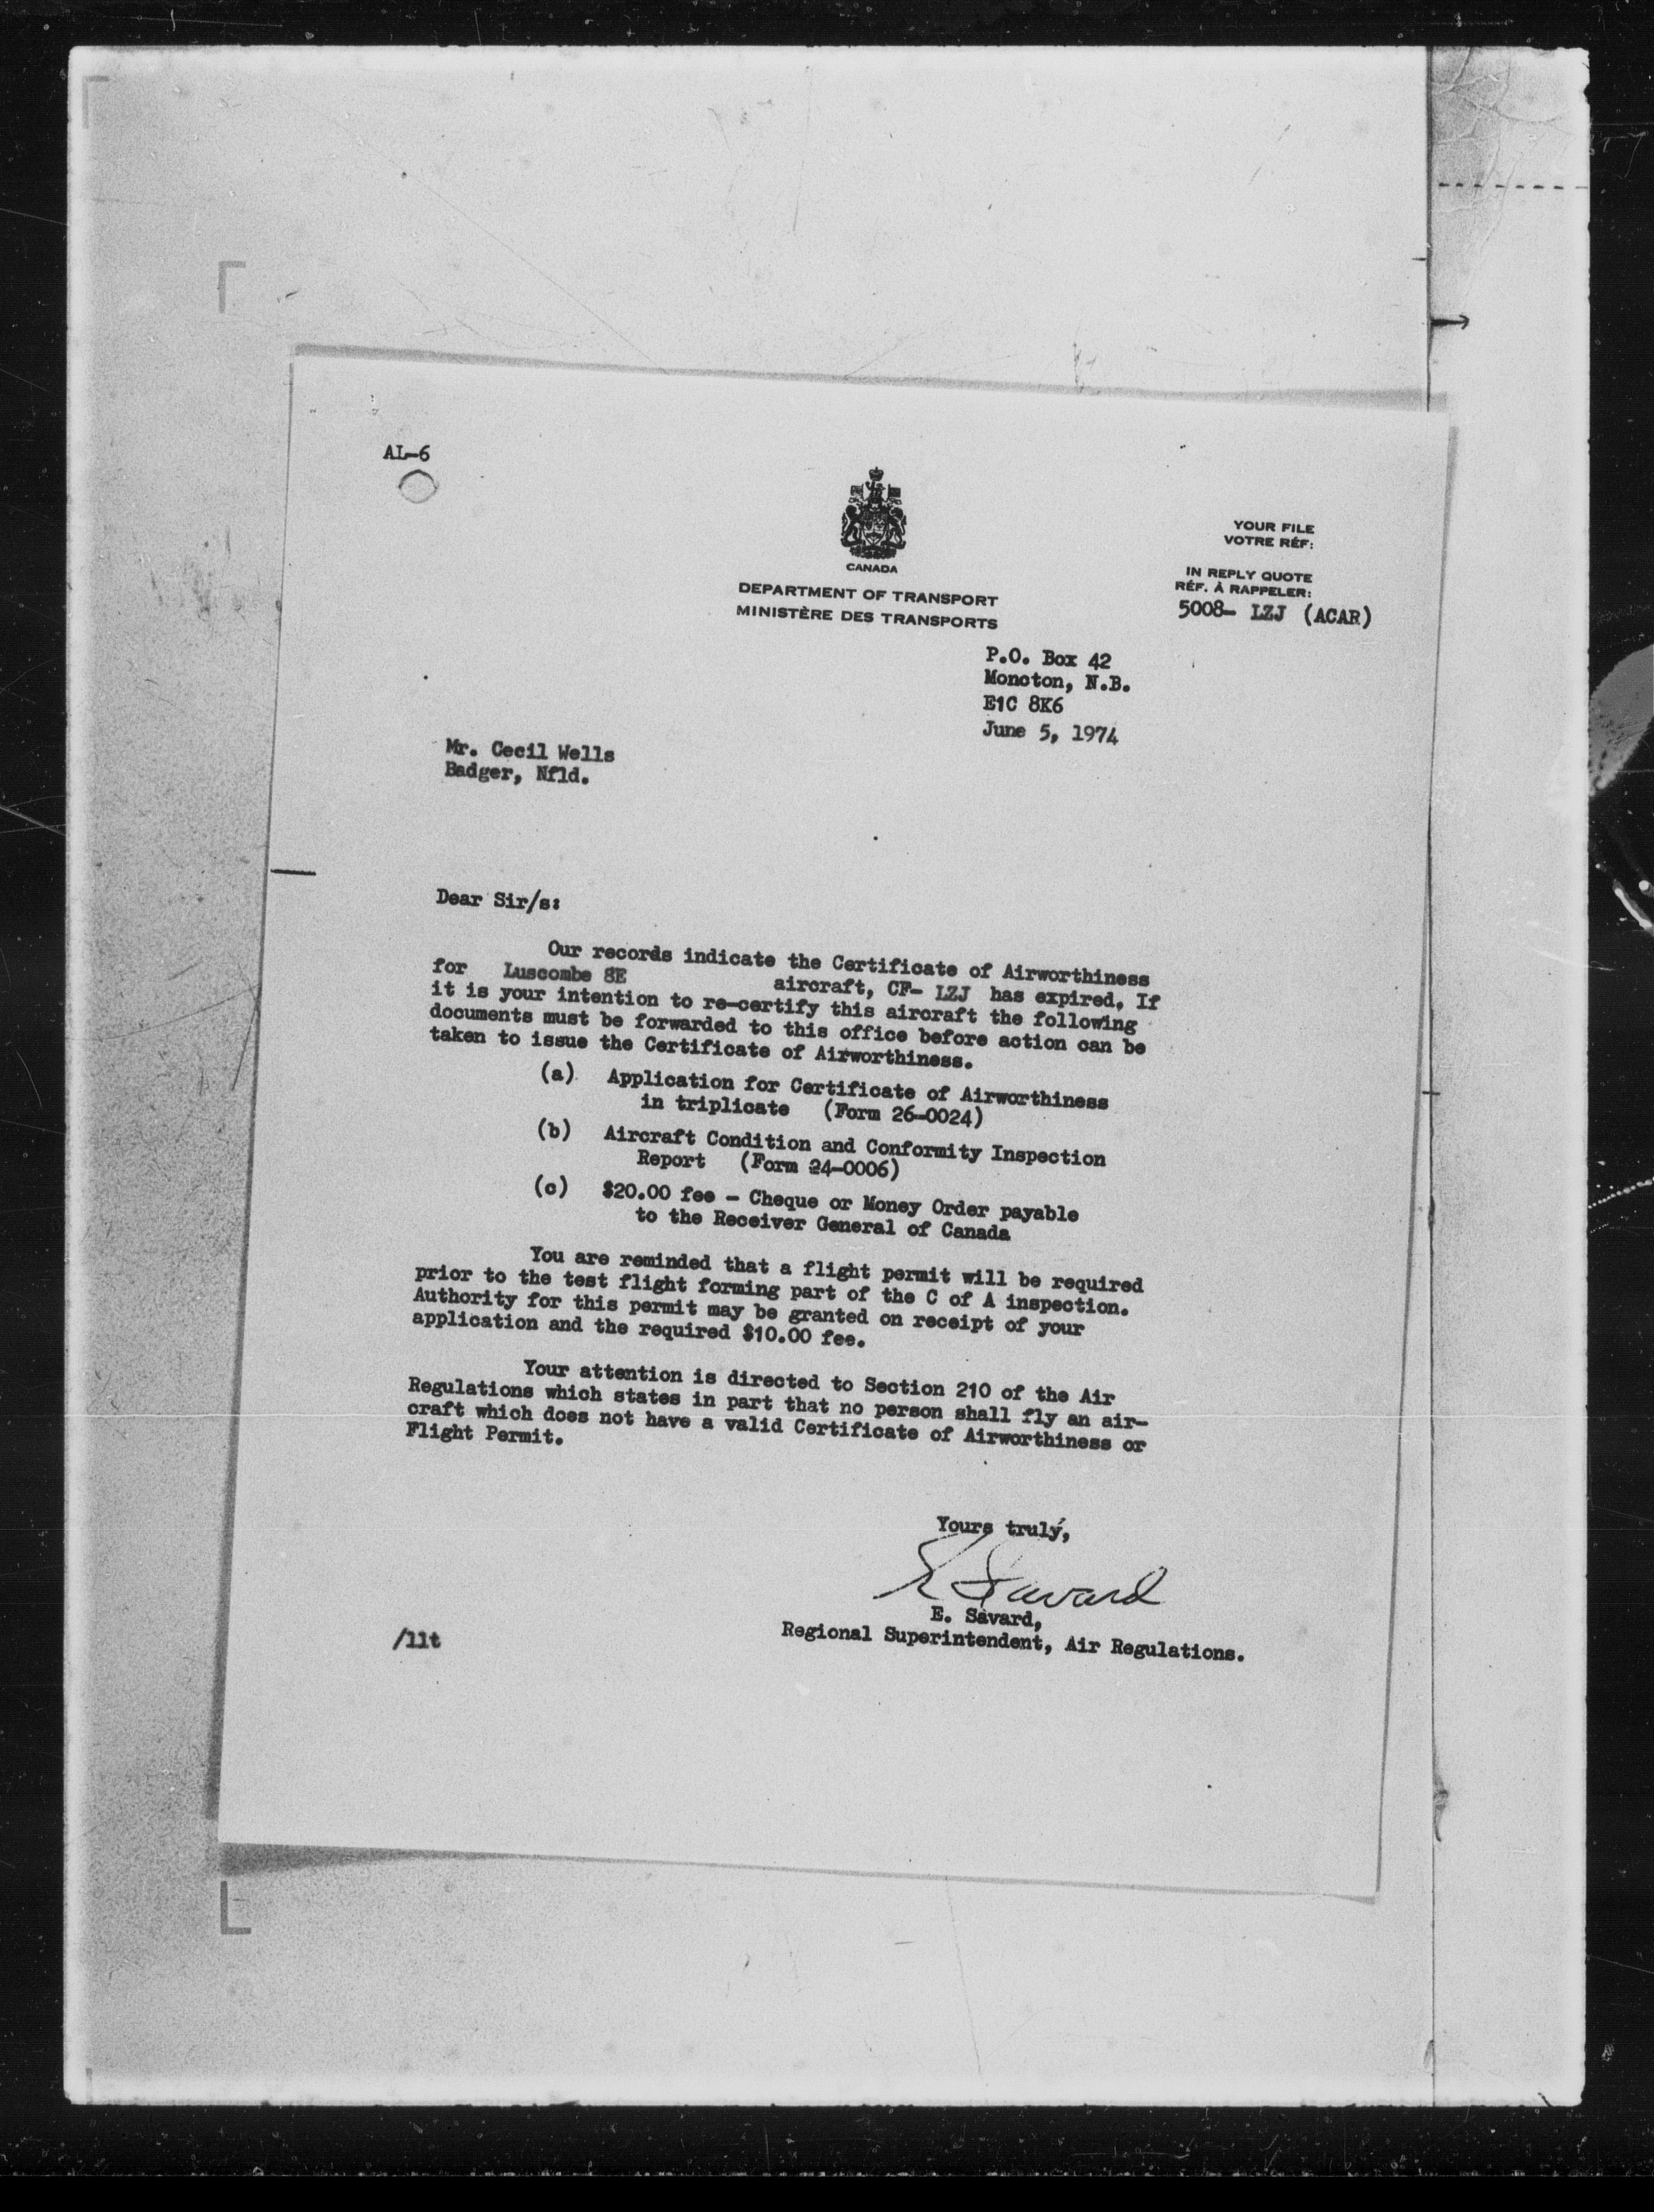 AL-6
CANADA
DEPARTMENT OF TRANSPORT
MINISTÈRE DES TRANSPORTS
YOUR FILE
VOTRE RÉF:
IN REPLY QUOTE
RÉF. À RAPPELER:
5008- LZJ (ACAR)
P.O. Box 42
Moncton, N.B.
E1C 8K6
June 5, 1974
Mr. Cecil Wells
Badger, Nfld.
Dear Sir/s:
Our records indicate the Certificate of Airworthiness
for Luscombe 8E aircraft, CF- LZJ has expired. If
it is your intention to re-certify this aircraft the following
documents must be forwarded to this office before action can be
taken to issue the Certificate of Airworthiness.
(a) Application for Certificate of Airworthiness
in triplicate (Form 26-0024)
(b) Aircraft Condition and Conformity Inspection
Report (Form 24-0006)
(c) $20.00 fee - Cheque or Money Order payable
to the Receiver General of Canada
You are reminded that a flight permit will be required
prior to the test flight forming part of the C of A inspection.
Authority for this permit may be granted on receipt of your
application and the required $10.00 fee.
Your attention is directed to Section 210 of the Air
Regulations which states in part that no person shall fly an air-
craft which does not have a valid Certificate of Airworthiness or
Flight Permit.
Yours truly,
E Savard
E. Savard,
Regional Superintendent, Air Regulations.
/llt